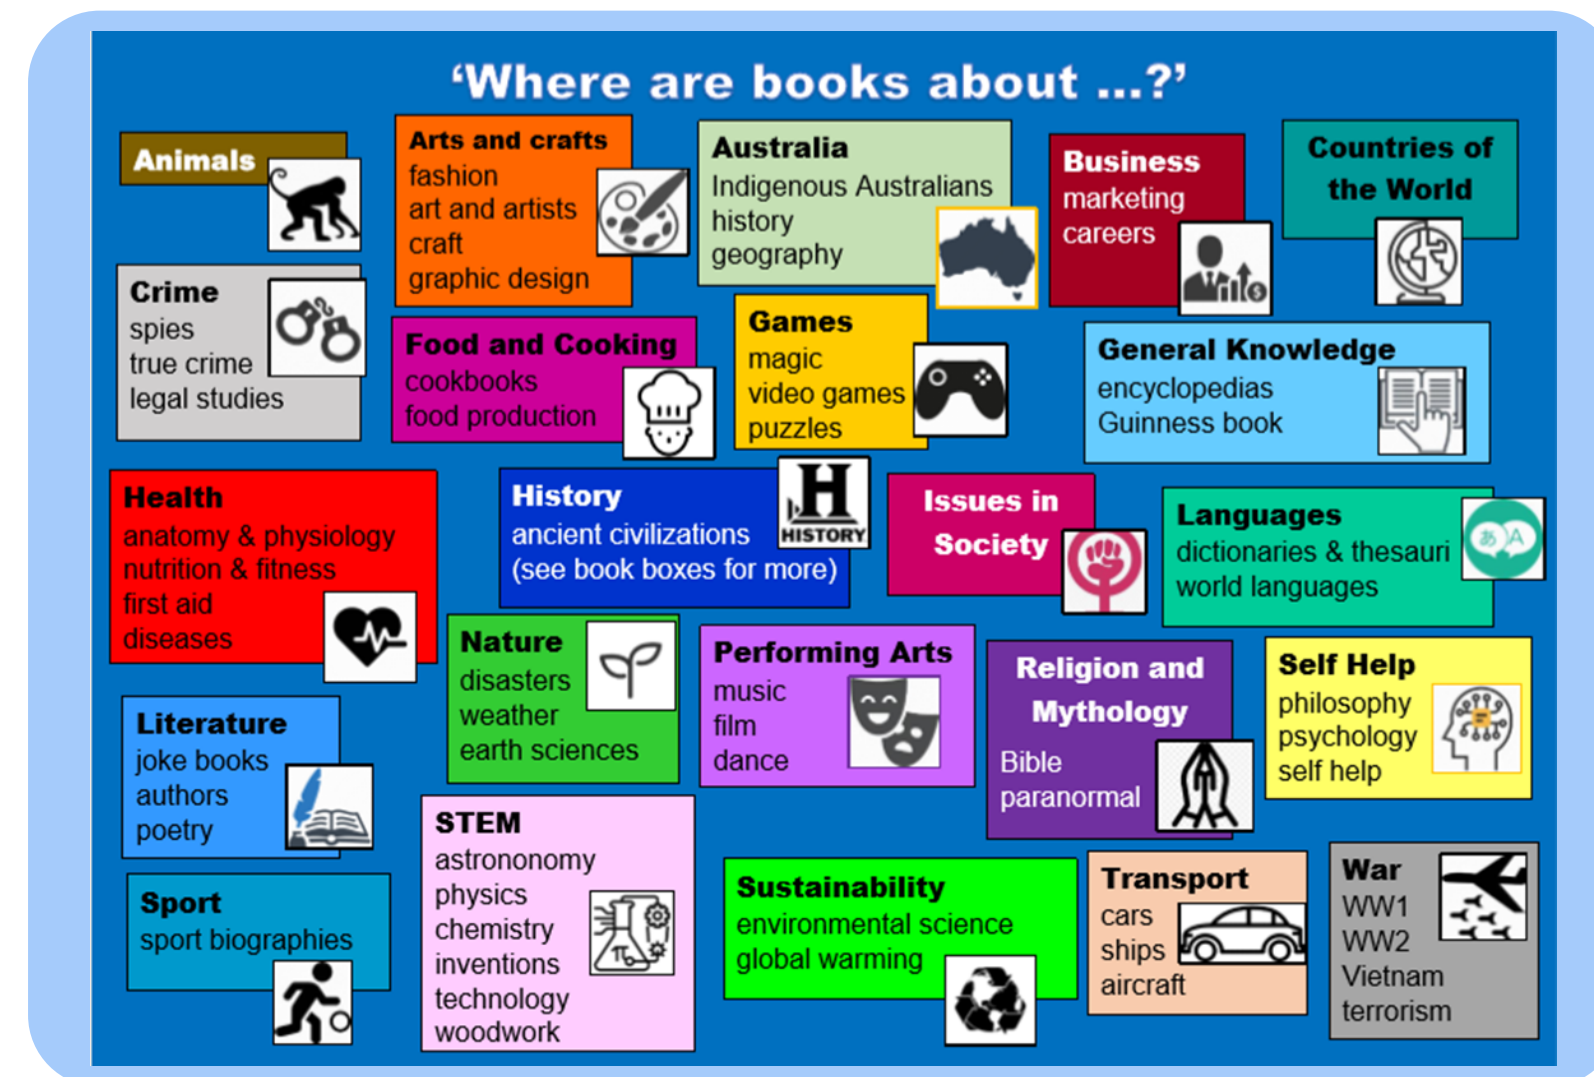 ‘Where are books about ...?’
Animals
Arts and crafts
fashion
art and artists
craft
graphic design
Australia
Indigenous Australians
history
geography
Business
marketing
careers
Countries of
the World
Crime
spies
true crime
legal studies
Food and Cooking
cookbooks
food production
Games
magic
video games
puzzles
General Knowledge
encyclopedias
Guinness book
Health
anatomy & physiology
nutrition & fitness
first aid
diseases
History
ancient civilizations
(see book boxes for more)
H
HISTORY
Issues in
Society
Languages
dictionaries & thesauri
world languages
あ A
Literature
joke books
authors
poetry
Nature
disasters
weather
earth sciences
Performing Arts
music
film
dance
Religion and
Mythology
Bible
paranormal
Self Help
philosophy
psychology
self help
Sport
sport biographies
STEM
astrononomy
physics
chemistry
inventions
technology
woodwork
π
Sustainability
environmental science
global warming
Transport
cars
ships
aircraft
War
WW1
WW2
Vietnam
terrorism